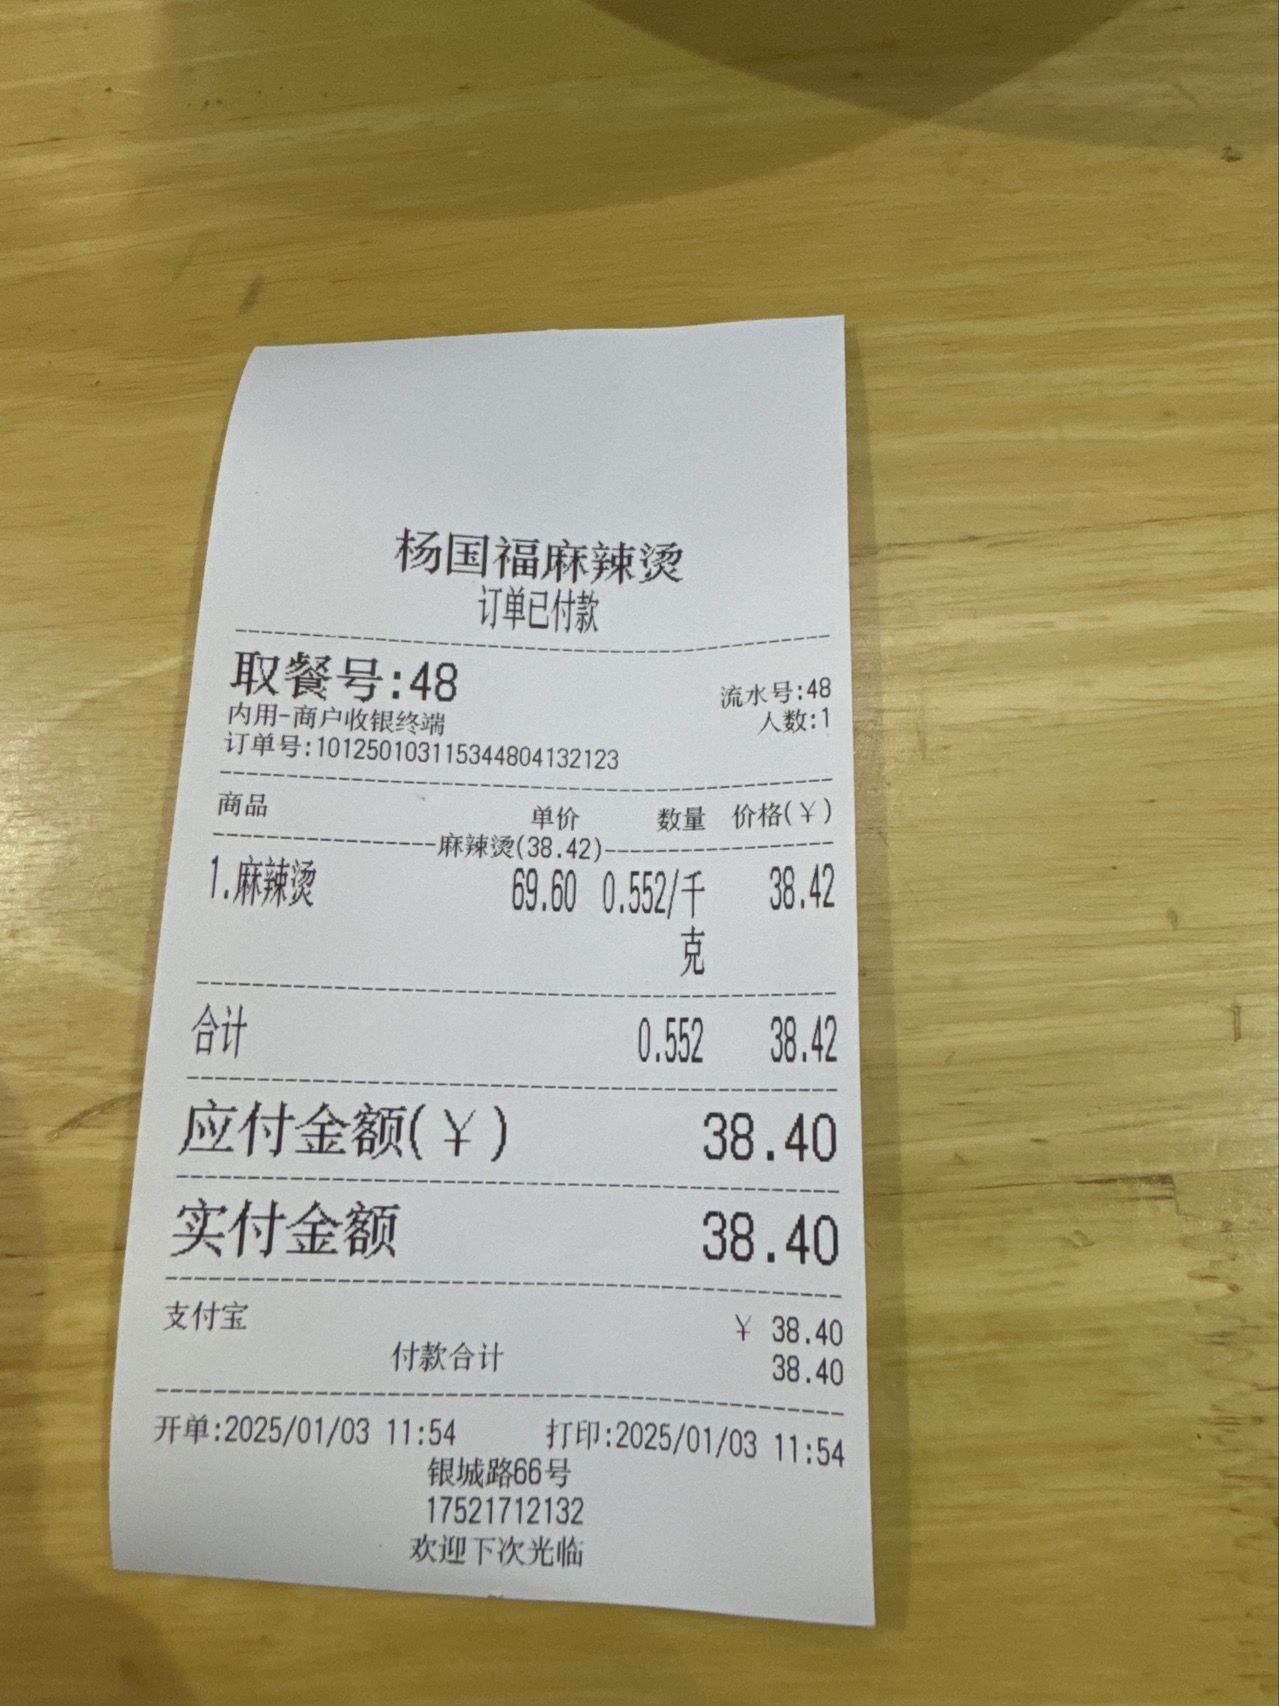 杨国福麻辣烫
订单已付款
取餐号:48 流水号:48
内用-商户收银终端 人数:1
订单号:101250103115344804132123
商品 单价 数量 价格(¥)
麻辣烫(38.42)
1.麻辣烫 69.60 0.552/千 38.42
克
合计 0.552 38.42
应付金额(¥) 38.40
实付金额 38.40
支付宝 ¥ 38.40
付款合计 38.40
开单:2025/01/03 11:54 打印:2025/01/03 11:54
银城路66号
17521712132
欢迎下次光临